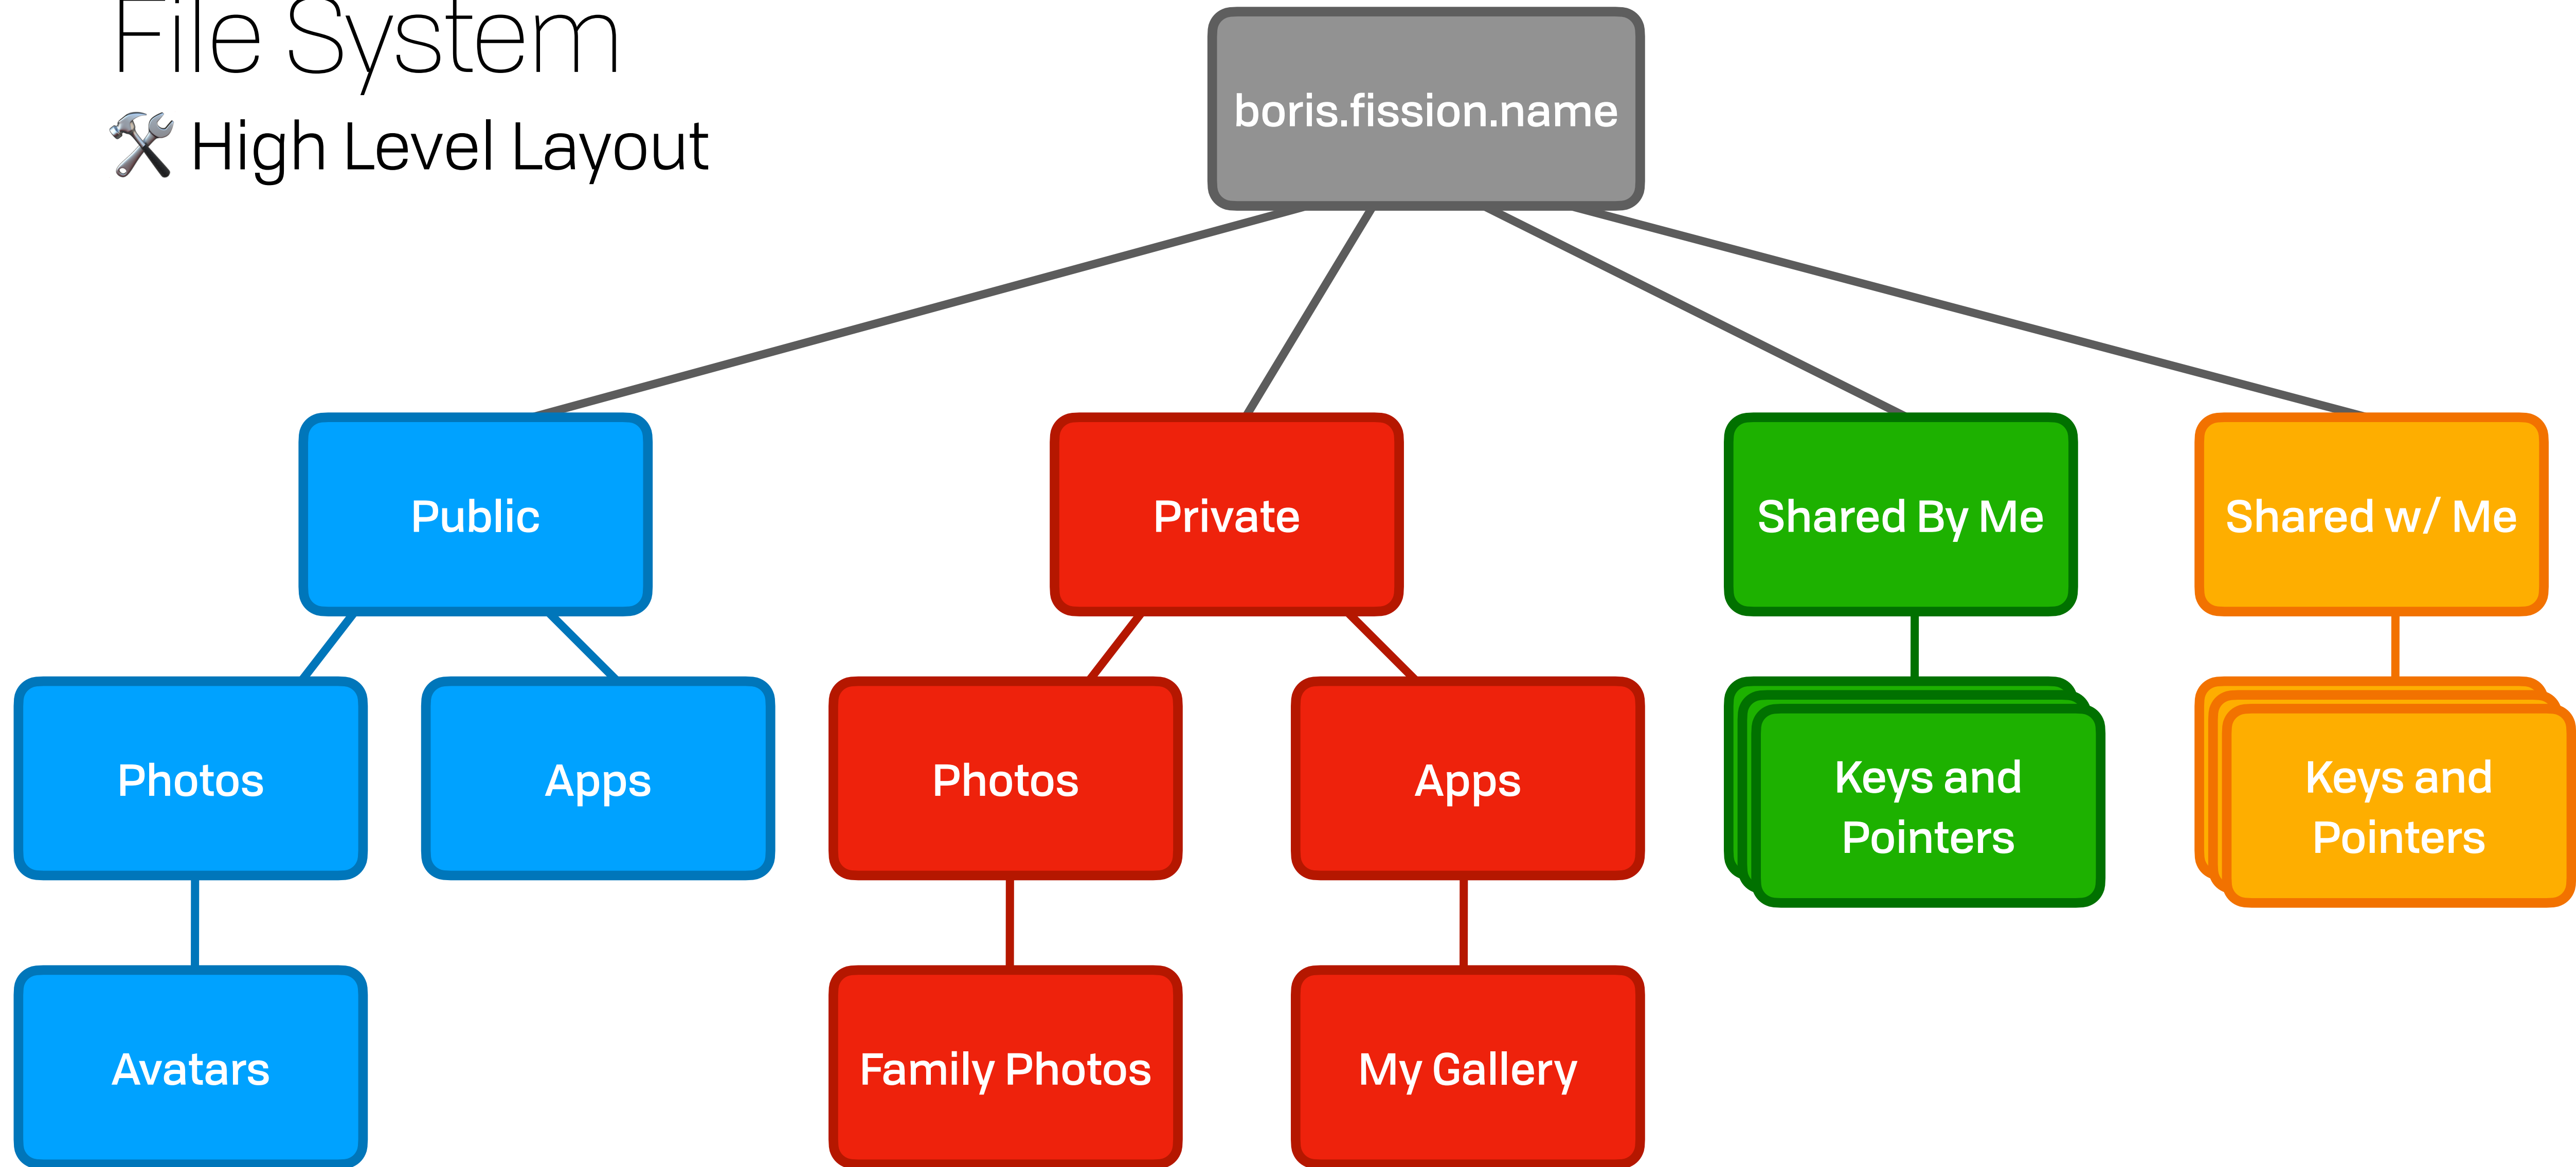 File System
🛠 High Level Layout
boris.fission.name
Public
Private
Shared By Me
Shared w/ Me
Photos
Apps
Photos
Apps
Keys and
Pointers
Keys and
Pointers
Avatars
Family Photos
My Gallery